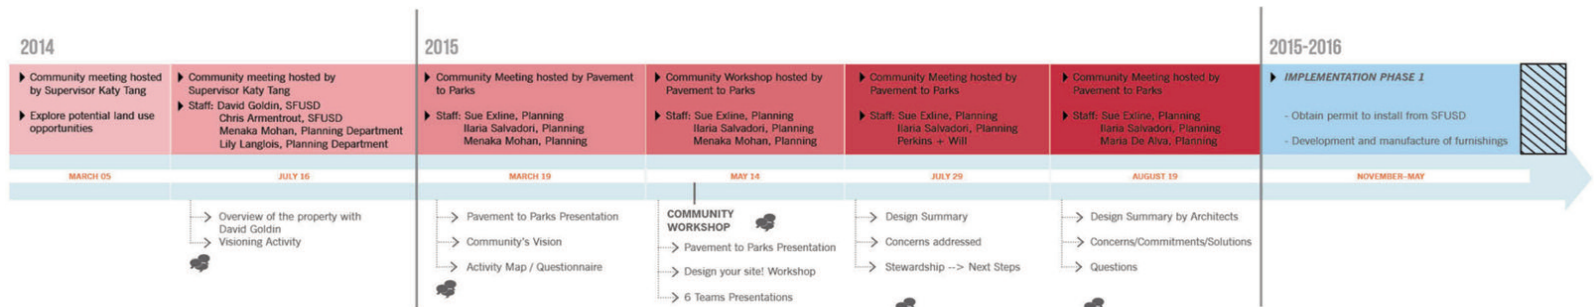 2014
2015
2015-2016
Community meeting hosted
by Supervisor Katy Tang
Explore potential land use
opportunities
Community meeting hosted by
Supervisor Katy Tang
Staff: David Goldin, SFUSD
Chris Armentrout, SFUSD
Menaka Mohan, Planning Department
Lily Langlois, Planning Department
Community Meeting hosted by Pavement
to Parks
Staff: Sue Exline, Planning
Ilaria Salvadori, Planning
Menaka Mohan, Planning
Community Workshop hosted by
Pavement to Parks
Staff: Sue Exline, Planning
Ilaria Salvadori, Planning
Menaka Mohan, Planning
Community Meeting hosted by
Pavement to Parks
Staff: Sue Exline, Planning
Ilaria Salvadori, Planning
Perkins + Will
Community Meeting hosted by
Pavement to Parks
Staff: Sue Exline, Planning
Ilaria Salvadori, Planning
Maria De Alva, Planning
IMPLEMENTATION PHASE 1
- Obtain permit to install from SFUSD
- Development and manufacture of furnishings
MARCH 05
JULY 16
MARCH 19
MAY 14
JULY 29
AUGUST 19
NOVEMBER–MAY
Overview of the property with
David Goldin
Visioning Activity
Pavement to Parks Presentation
Community's Vision
Activity Map / Questionnaire
COMMUNITY
WORKSHOP
Pavement to Parks Presentation
Design your site! Workshop
6 Teams Presentations
Design Summary
Concerns addressed
Stewardship --> Next Steps
Design Summary by Architects
Concerns/Commitments/Solutions
Questions